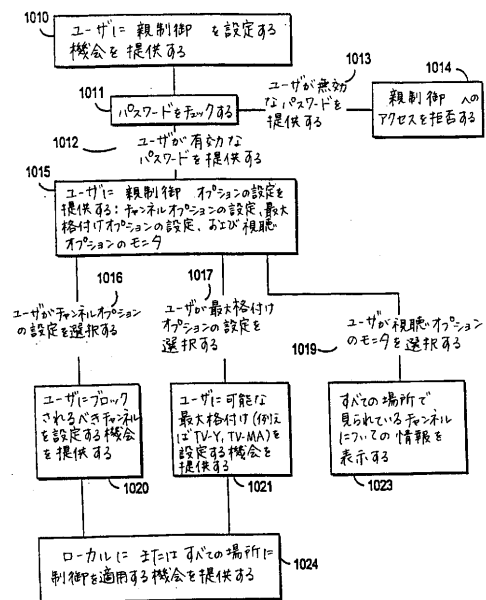 1010
ユーザに 親制御 を設定する
機会を 提供する
1011
パスワードをチェックする
1013
ユーザが無効
なパスワードを
提供する
1014
親制御 への
アクセスを拒否する
1012
ユーザが有効な
パスワードを提供する
1015
ユーザに 親制御 オプションの設定を
提供する:チャンネルオプションの設定、最大
格付けオプションの設定、および視聴
オプションのモニタ
1016
ユーザがチャンネルオプション
の設定を選択する
1017
ユーザが最大格付け
オプションの設定を
選択する
1019
ユーザが視聴オプション
のモニタを選択する
ユーザにブロック
されるべきチャンネル
を設定する機会
を提供する
1020
ユーザに可能な
最大格付け(例え
ばTV-Y, TV-MA)を
設定する機会を
提供する
1021
すべての場所で
見られているチャンネル
についての情報を
表示する
1023
ローカルに またはすべての場所に
制御を適用する機会を提供する
1024